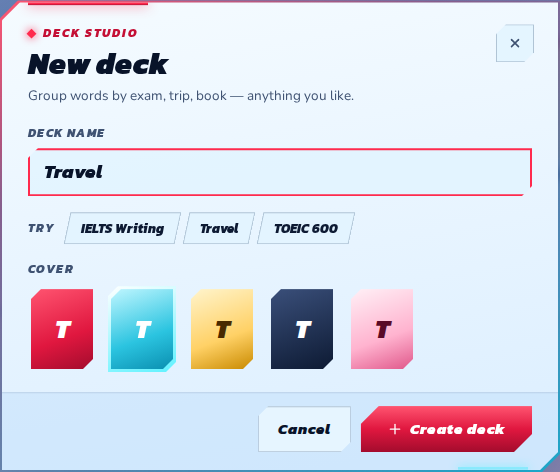 DECK STUDIO
New deck
Group words by exam, trip, book — anything you like.
DECK NAME
Travel
TRY IELTS Writing Travel TOEIC 600
COVER
T T T T T
Cancel + Create deck